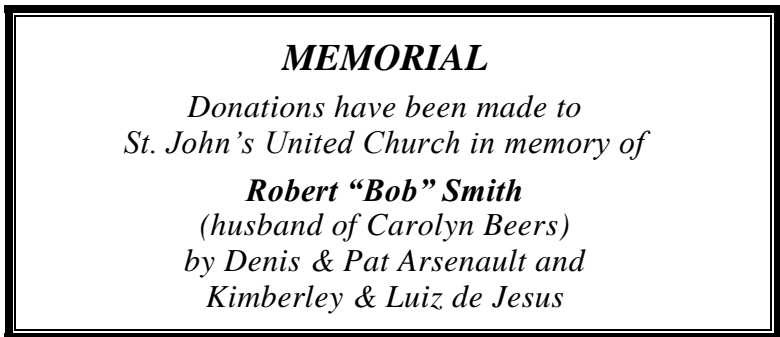 MEMORIAL
Donations have been made to
St. John’s United Church in memory of
Robert “Bob” Smith
(husband of Carolyn Beers)
by Denis & Pat Arsenault and
Kimberley & Luiz de Jesus